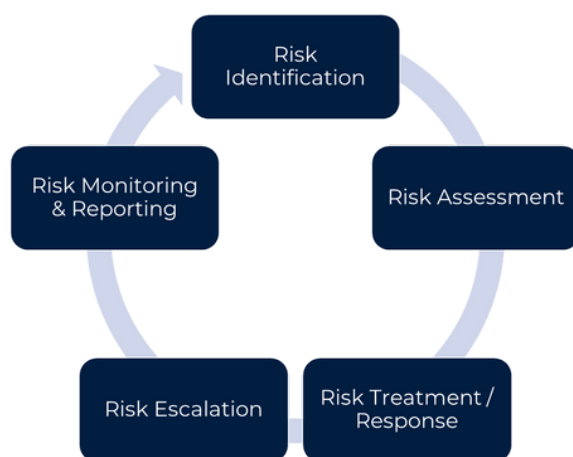 Risk
Identification
Risk Assessment
Risk Treatment /
Response
Risk Escalation
Risk Monitoring
& Reporting